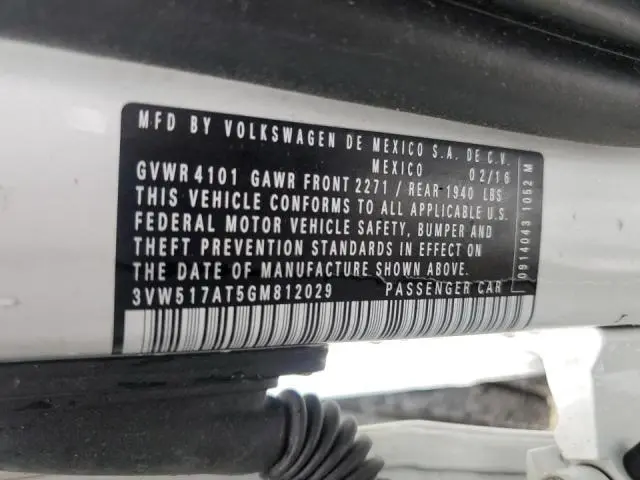 MFD BY VOLKSWAGEN DE MEXICO S.A. DE C.V.
MEXICO 02/16
GVWR 4101 GAWR FRONT 2271 / REAR 1940 LBS
THIS VEHICLE CONFORMS TO ALL APPLICABLE U.S.
FEDERAL MOTOR VEHICLE SAFETY, BUMPER AND
THEFT PREVENTION STANDARDS IN EFFECT ON
THE DATE OF MANUFACTURE SHOWN ABOVE.
3VW517AT5GM812029 PASSENGER CAR
0914043 1052 M